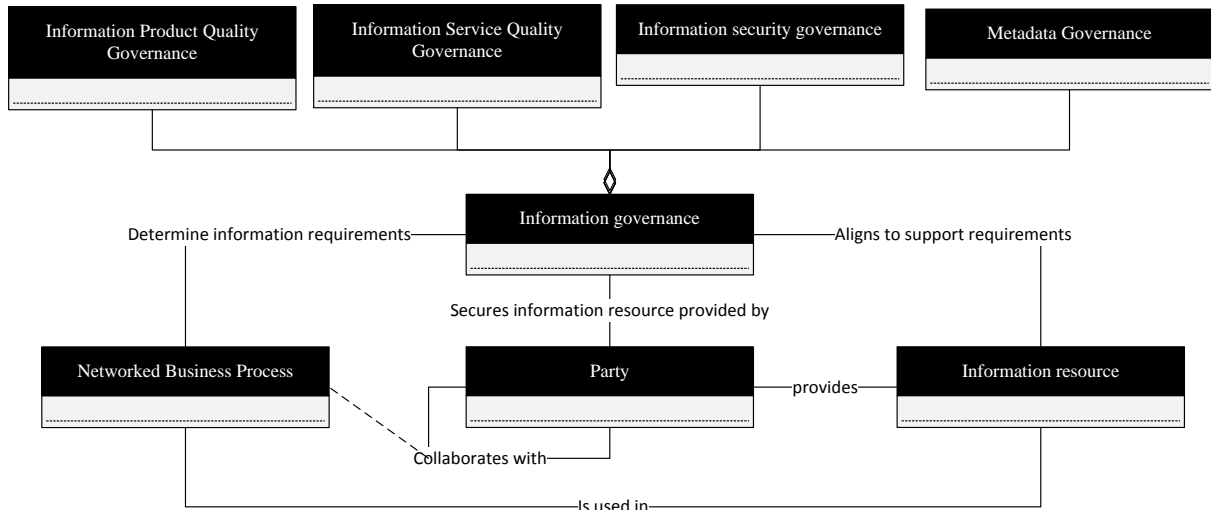 Information Product Quality
Governance
Information Service Quality
Governance
Information security governance
Metadata Governance
Information governance
Determine information requirements
Aligns to support requirements
Secures information resource provided by
Networked Business Process
Party
Information resource
provides
Collaborates with
Is used in